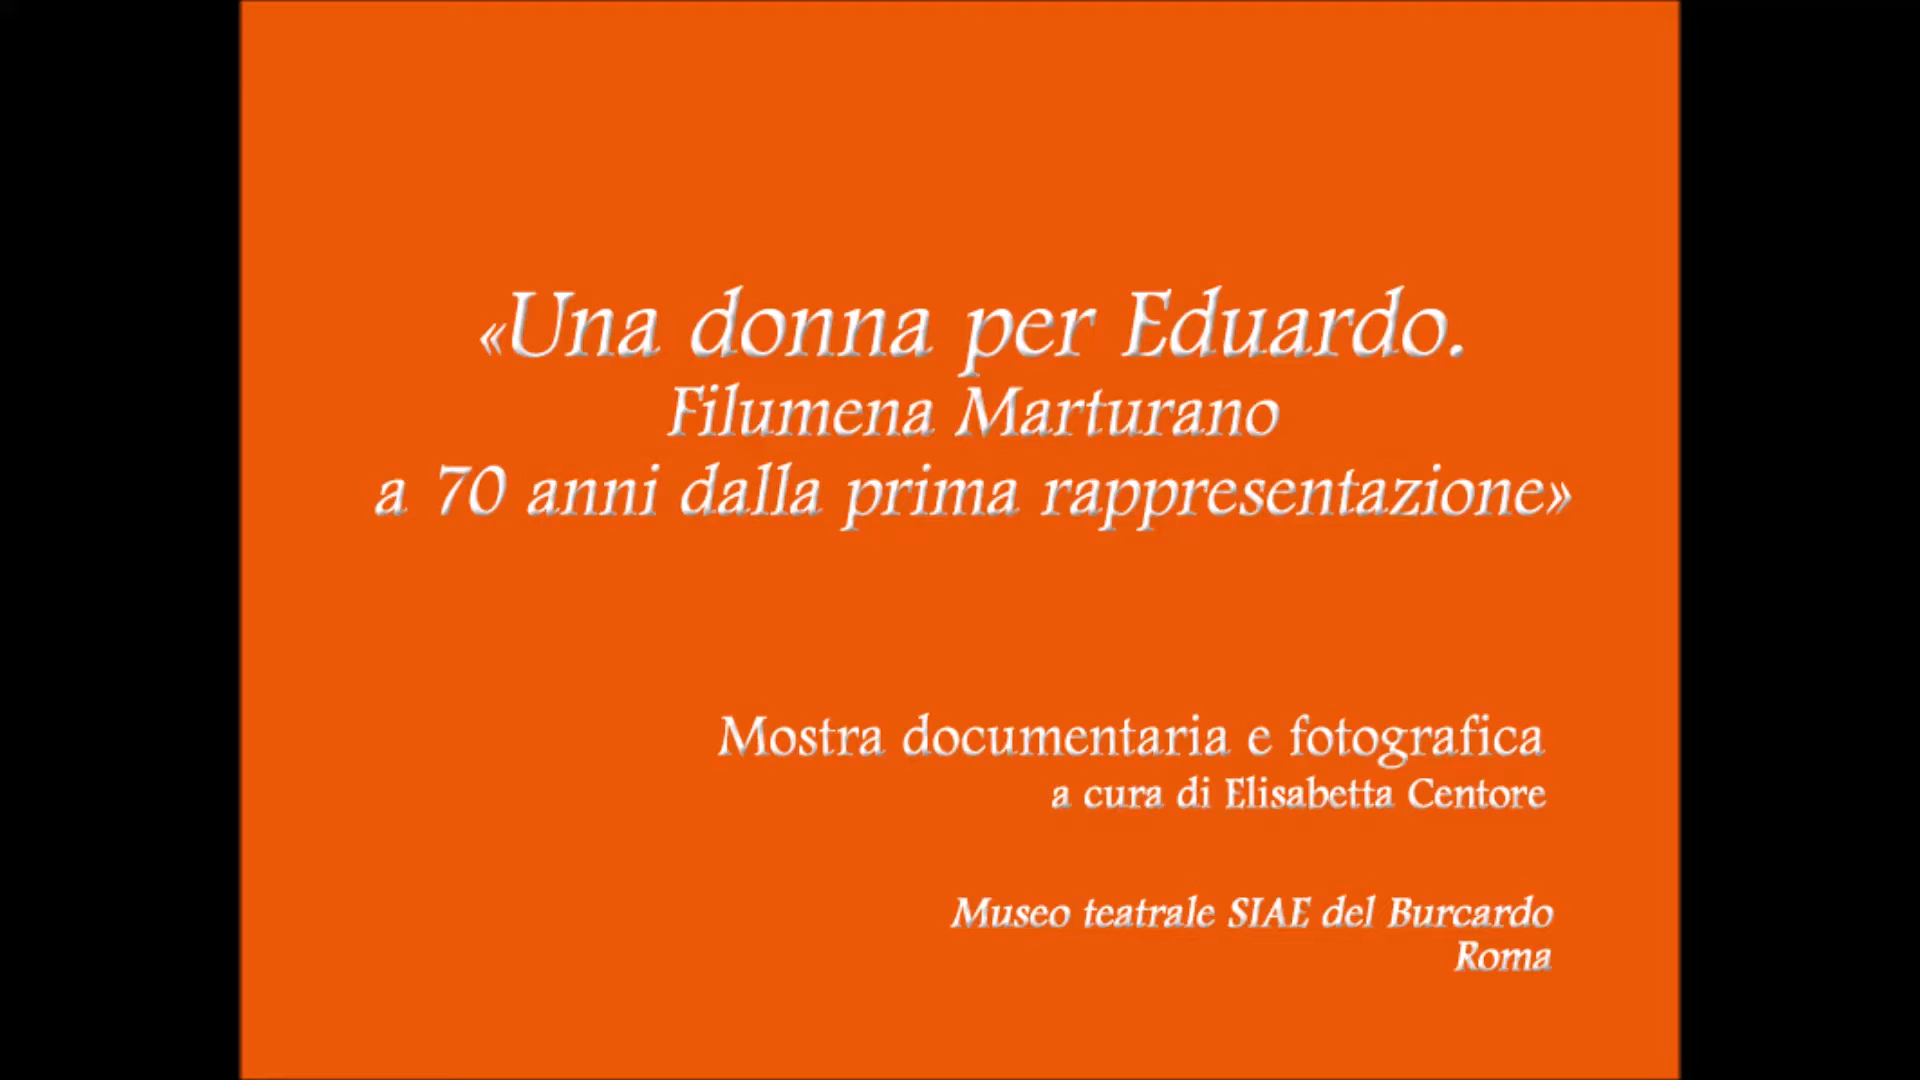 «Una donna per Eduardo.
Filumena Marturano
a 70 anni dalla prima rappresentazione»
Mostra documentaria e fotografica
a cura di Elisabetta Centore
Museo teatrale SIAE del Burcardo
Roma